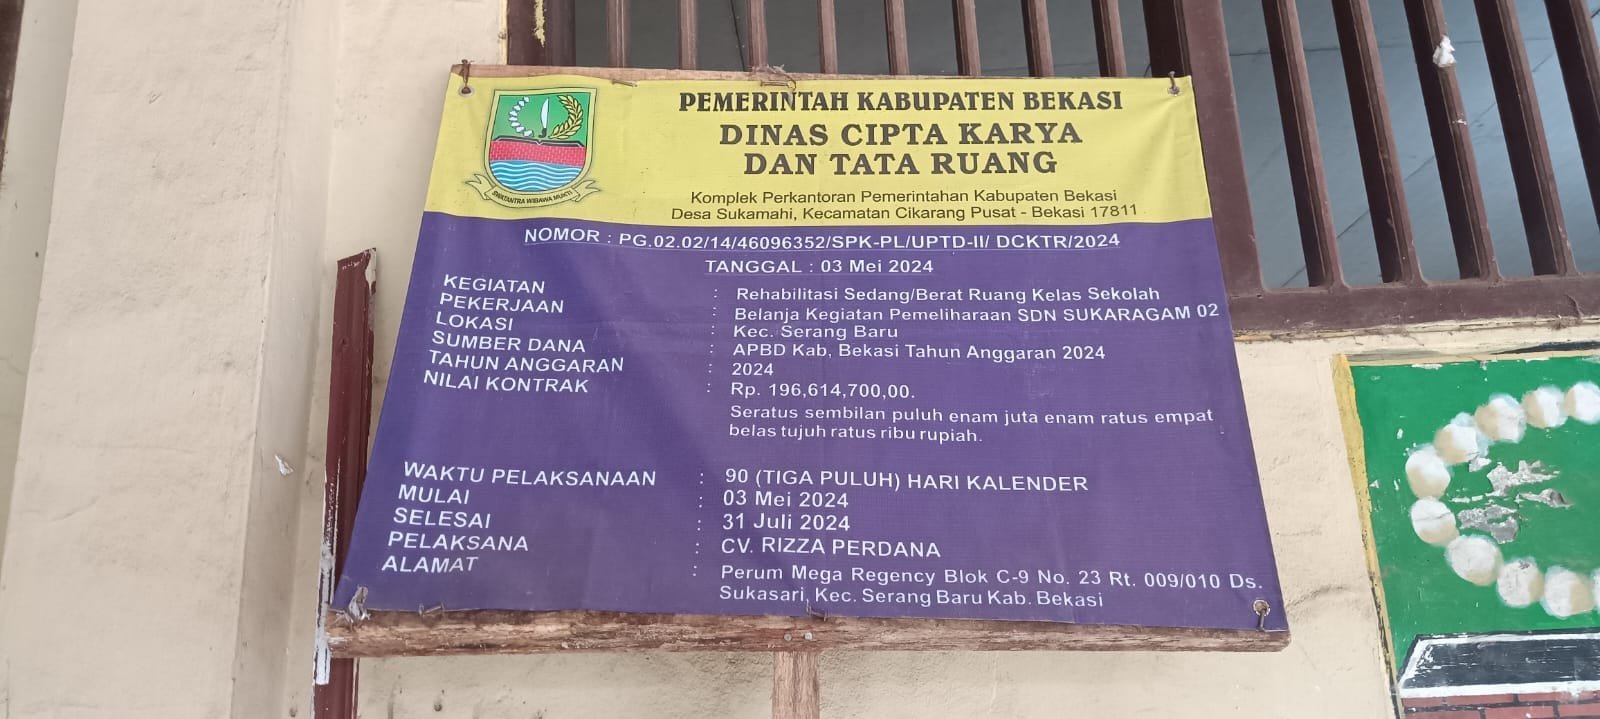 PEMERINTAH KABUPATEN BEKASI
DINAS CIPTA KARYA
DAN TATA RUANG
Komplek Perkantoran Pemerintahan Kabupaten Bekasi
Desa Sukamahi, Kecamatan Cikarang Pusat - Bekasi 17811
SWATANTRA WIBAWA MUKTI
NOMOR : PG.02.02/14/46096352/SPK-PL/UPTD-II/ DCKTR/2024
TANGGAL : 03 Mei 2024
KEGIATAN : Rehabilitasi Sedang/Berat Ruang Kelas Sekolah
PEKERJAAN : Belanja Kegiatan Pemeliharaan SDN SUKARAGAM 02
LOKASI : Kec. Serang Baru
SUMBER DANA : APBD Kab, Bekasi Tahun Anggaran 2024
TAHUN ANGGARAN : 2024
NILAI KONTRAK : Rp. 196,614,700,00.
Seratus sembilan puluh enam juta enam ratus empat
belas tujuh ratus ribu rupiah.
WAKTU PELAKSANAAN : 90 (TIGA PULUH) HARI KALENDER
MULAI : 03 Mei 2024
SELESAI : 31 Juli 2024
PELAKSANA : CV. RIZZA PERDANA
ALAMAT : Perum Mega Regency Blok C-9 No. 23 Rt. 009/010 Ds.
Sukasari, Kec. Serang Baru Kab. Bekasi